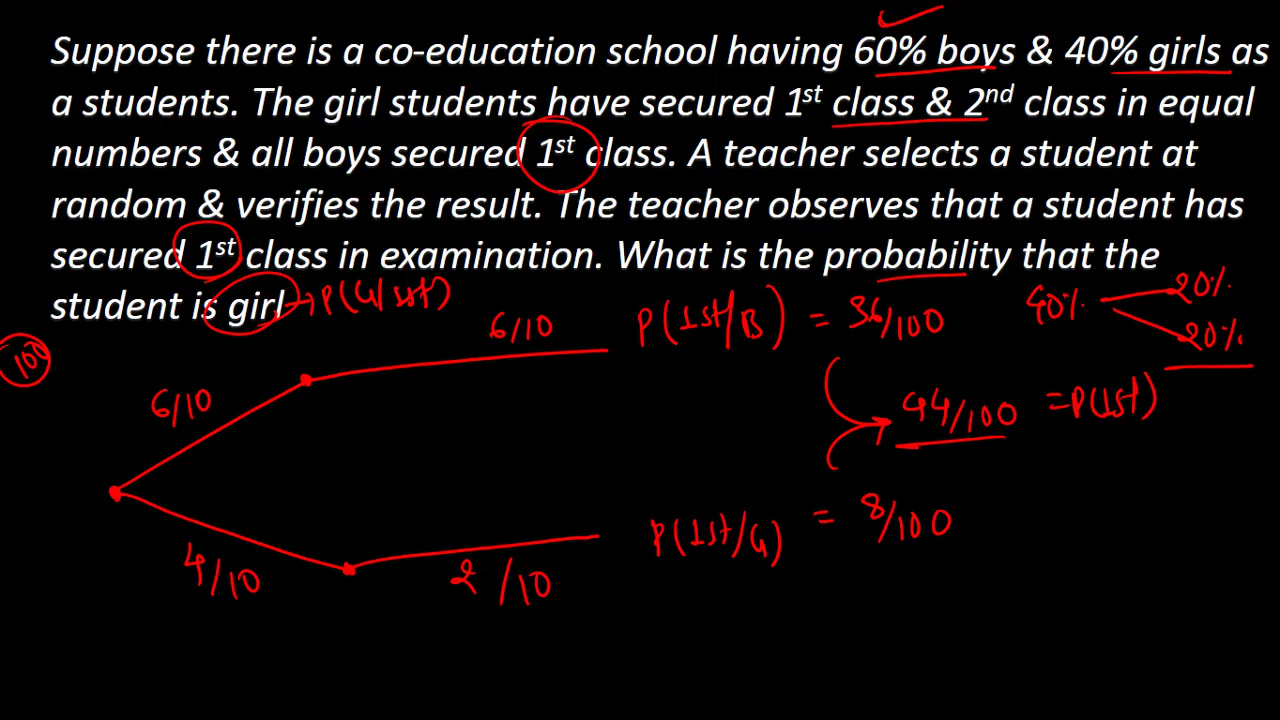 Suppose there is a co-education school having 60% boys & 40% girls as
a students. The girl students have secured 1st class & 2nd class in equal
numbers & all boys secured 1st class. A teacher selects a student at
random & verifies the result. The teacher observes that a student has
secured 1st class in examination. What is the probability that the
student is girl → P(G/1st)
40% 20%
20%
6/10 P(1st/B) = 36/100
100
6/10
44/100 = P(1st)
P(1st/G) = 8/100
4/10 2/10